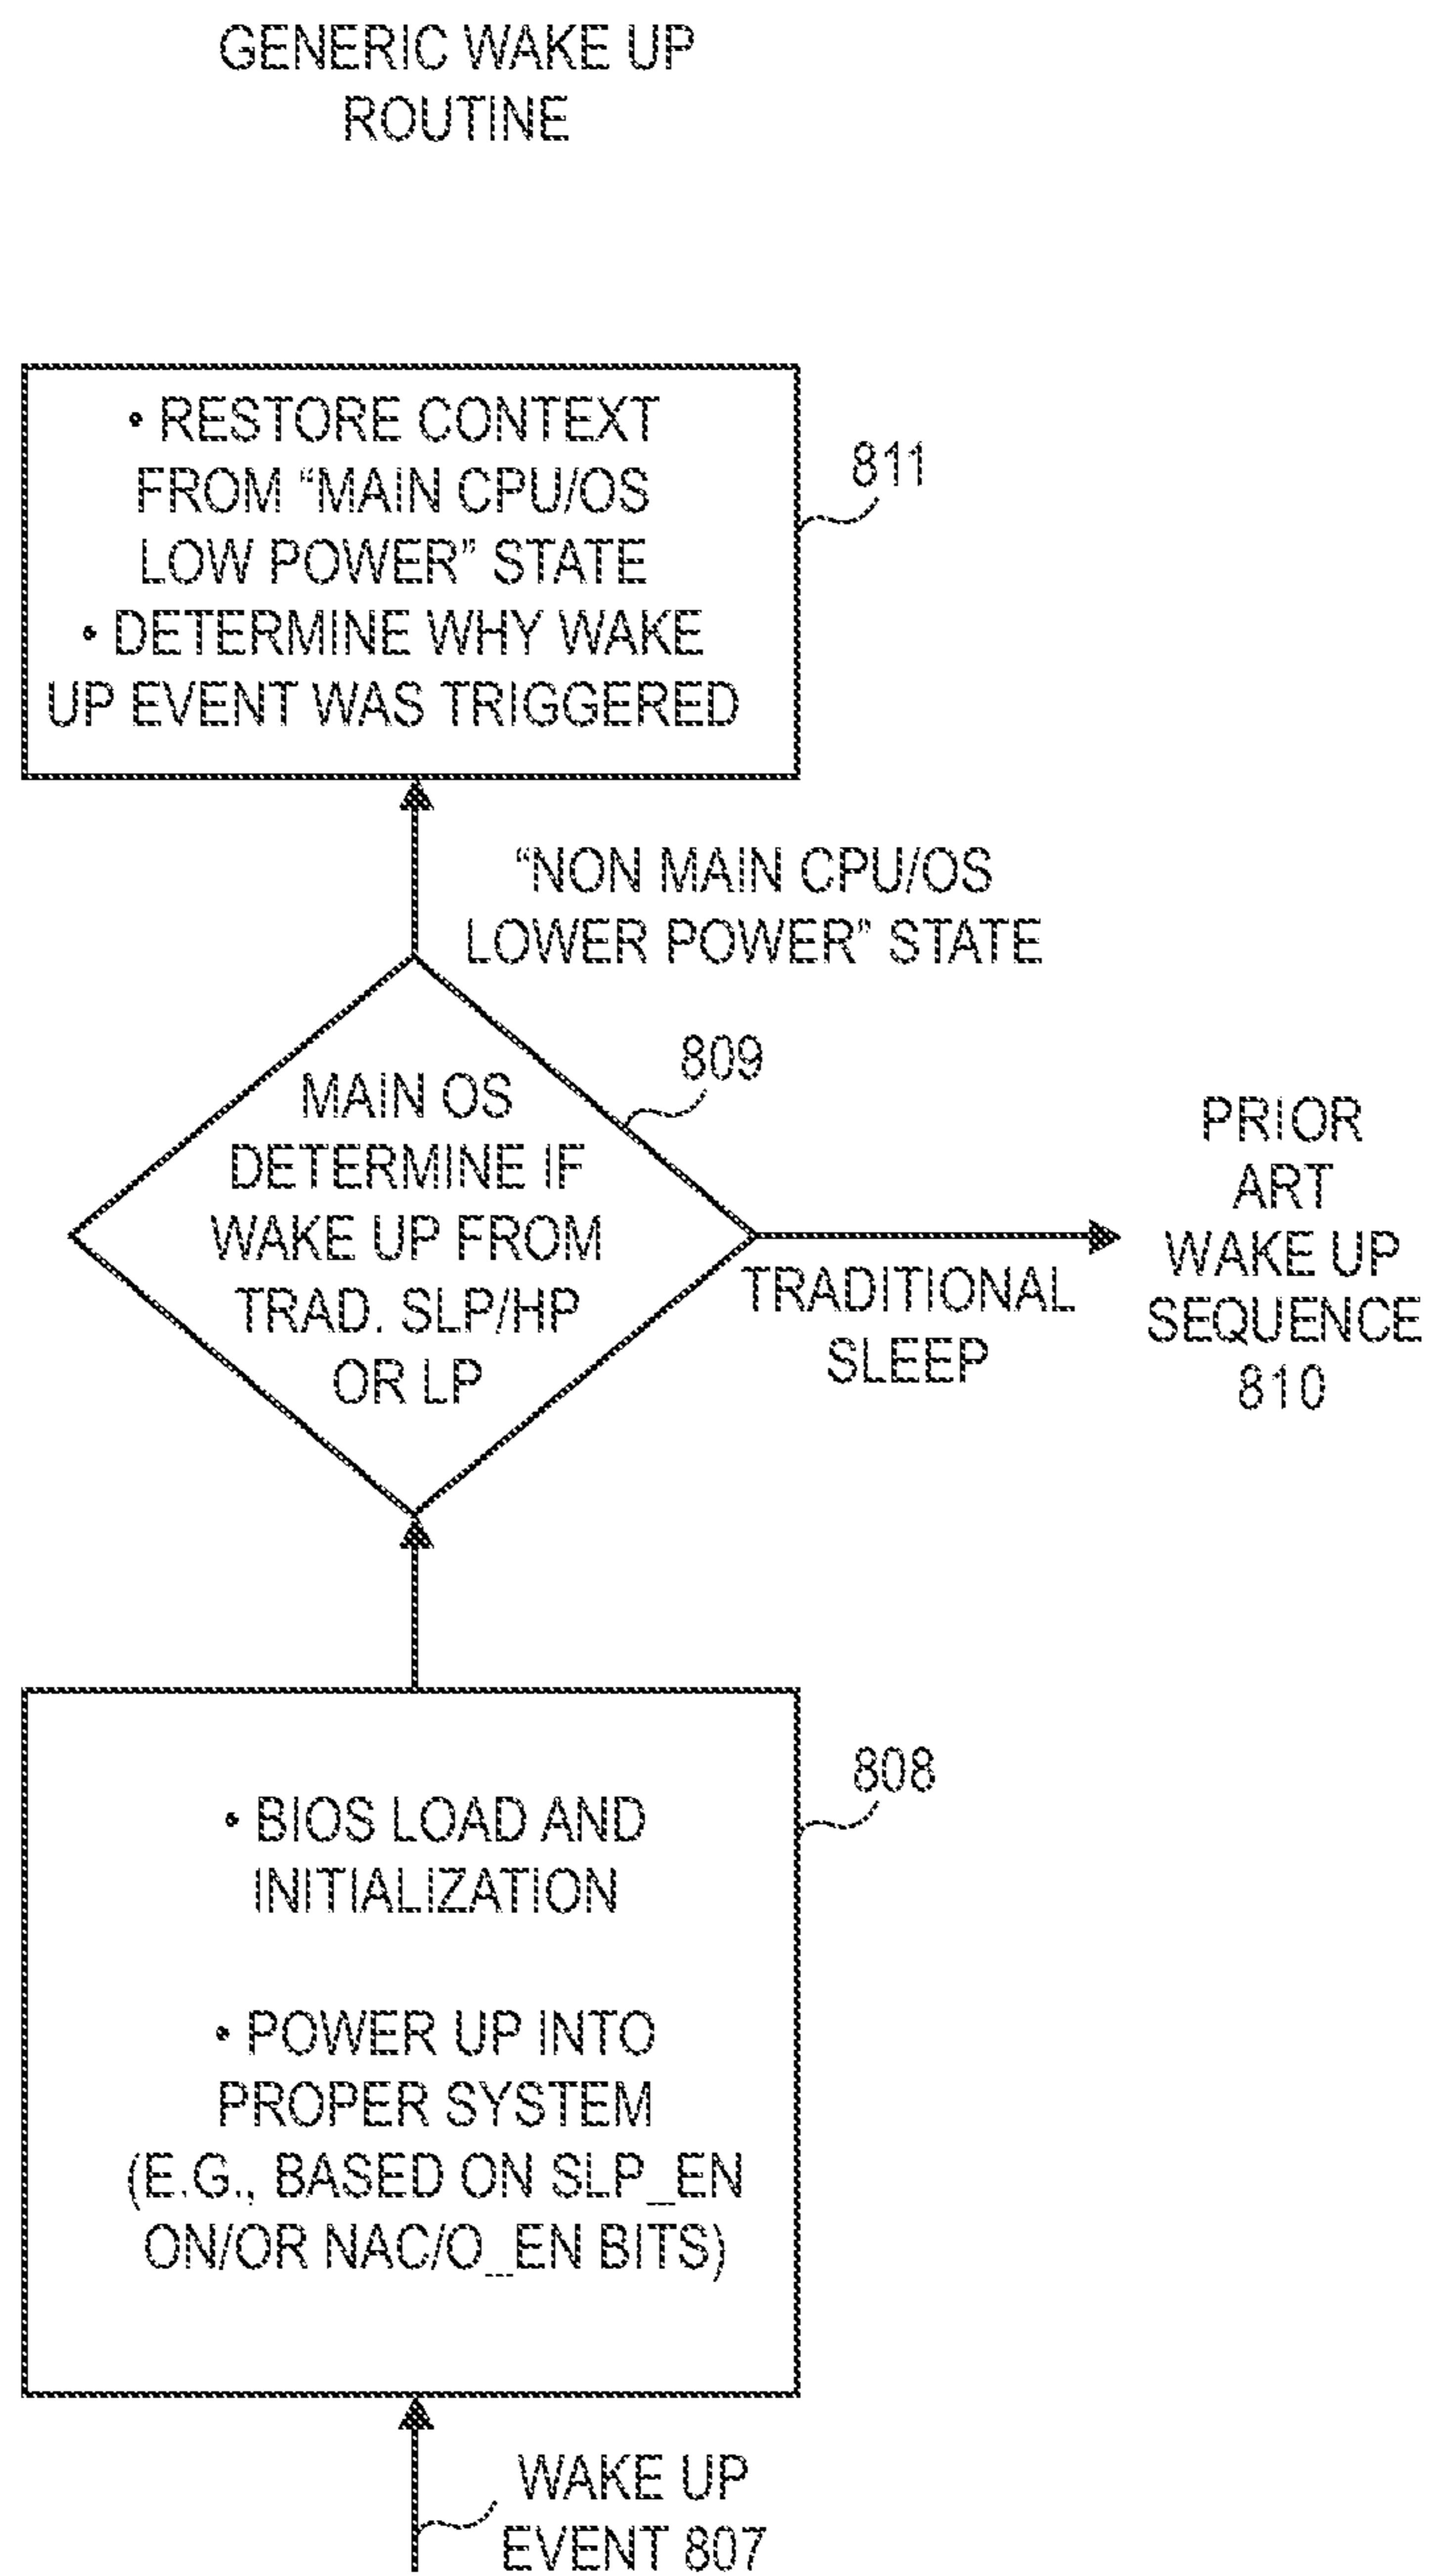 GENERIC WAKE UP
ROUTINE
• RESTORE CONTEXT
FROM “MAIN CPU/OS
LOW POWER” STATE
• DETERMINE WHY WAKE
UP EVENT WAS TRIGGERED
811
“NON MAIN CPU/OS
LOWER POWER” STATE
809
MAIN OS
DETERMINE IF
WAKE UP FROM
TRAD. SLP/HP
OR LP
TRADITIONAL
SLEEP
PRIOR
ART
WAKE UP
SEQUENCE
810
808
• BIOS LOAD AND
INITIALIZATION
• POWER UP INTO
PROPER SYSTEM
(E.G., BASED ON SLP_EN
ON/OR NAC/O_EN BITS)
WAKE UP
EVENT 807